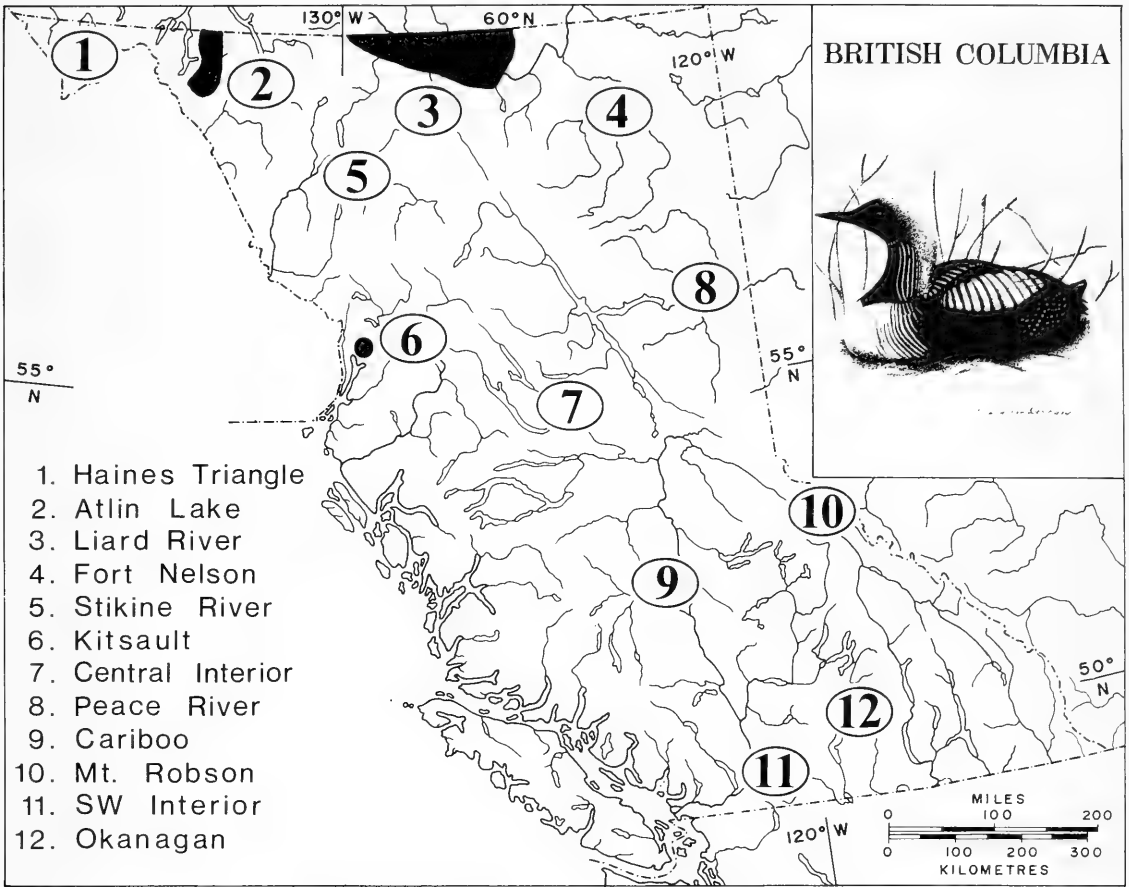 130° W
60° N
120° W
BRITISH COLUMBIA
1
2
3
4
5
6
7
8
9
10
11
12
55°
N
55°
N
50°
N
1. Haines Triangle
2. Atlin Lake
3. Liard River
4. Fort Nelson
5. Stikine River
6. Kitsault
7. Central Interior
8. Peace River
9. Cariboo
10. Mt. Robson
11. SW Interior
12. Okanagan
120° W
MILES
0 100 200
0 100 200 300
KILOMETRES